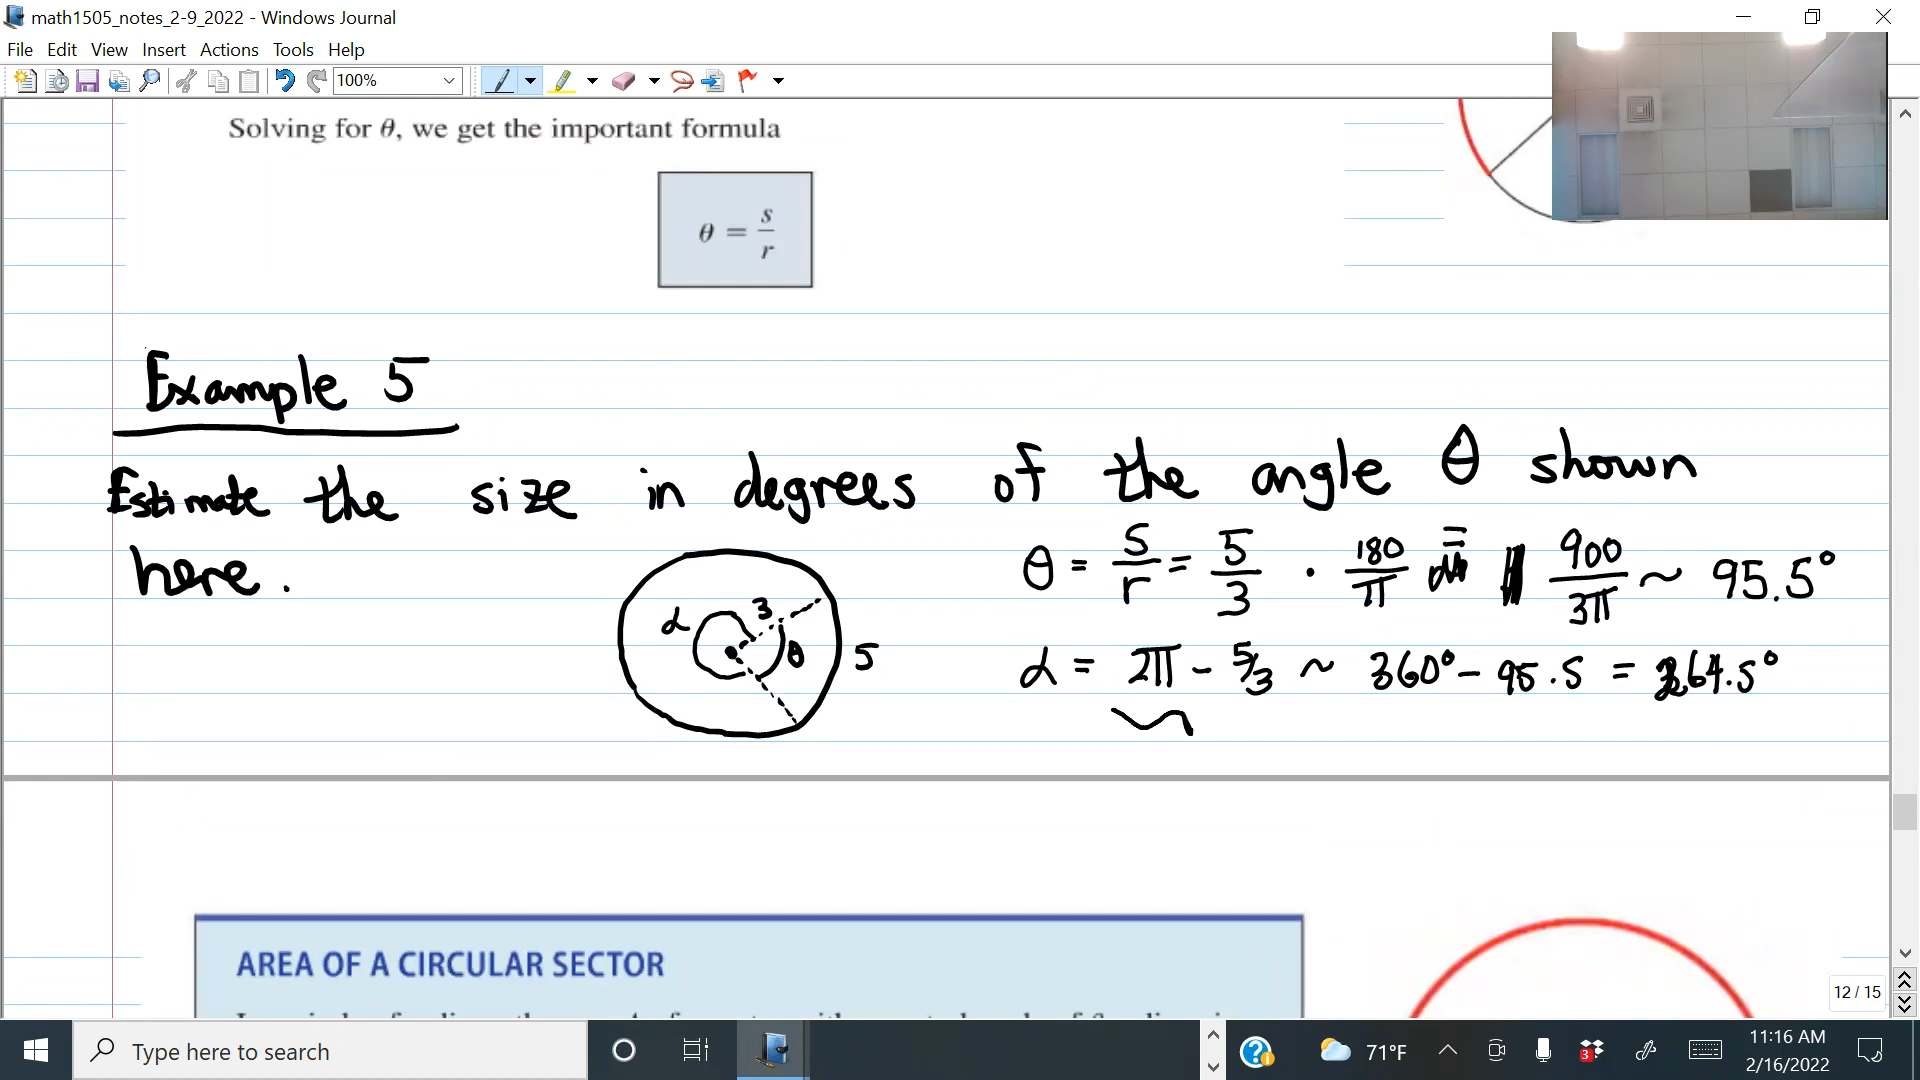 math1505_notes_2-9_2022 - Windows Journal
File Edit View Insert Actions Tools Help
100%
Solving for θ, we get the important formula
θ = s/r
Example 5
Estimate the size in degrees of the angle θ shown
here.
θ = s/r = 5/3 · 180/π = 900/3π ~ 95.5°
α = 2π - 5/3 ~ 360° - 95.5 = 264.5°
α 3 θ 5
AREA OF A CIRCULAR SECTOR
12 / 15
Type here to search
3
71°F
11:16 AM
2/16/2022